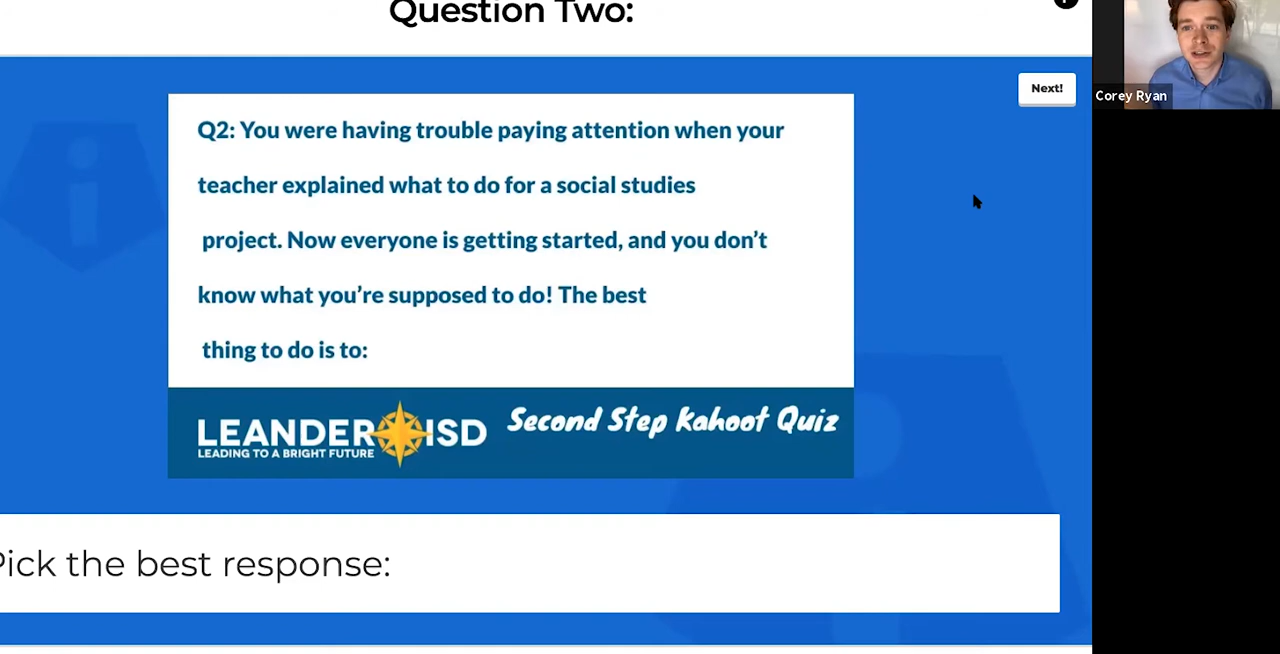 Question Two:
Next!
Corey Ryan
Q2: You were having trouble paying attention when your
teacher explained what to do for a social studies
project. Now everyone is getting started, and you don’t
know what you’re supposed to do! The best
thing to do is to:
LEANDER ISD
LEADING TO A BRIGHT FUTURE
Second Step Kahoot Quiz
Pick the best response: